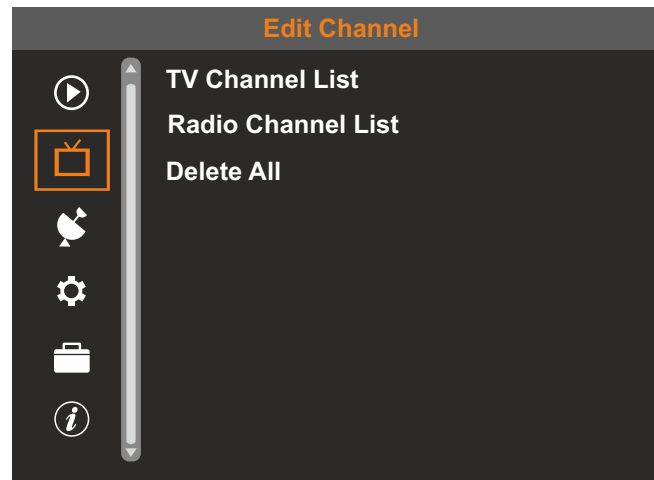 Edit Channel
TV Channel List
Radio Channel List
Delete All